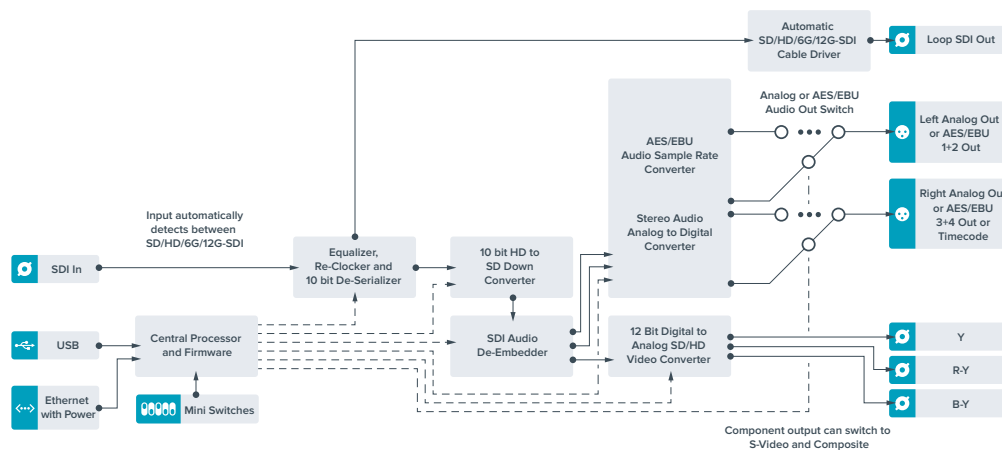 Automatic
SD/HD/6G/12G-SDI
Cable Driver
Loop SDI Out
Analog or AES/EBU
Audio Out Switch
AES/EBU
Audio Sample Rate
Converter
Left Analog Out
or AES/EBU
1+2 Out
Stereo Audio
Analog to Digital
Converter
Right Analog Out
or AES/EBU
3+4 Out or
Timecode
Input automatically
detects between
SD/HD/6G/12G-SDI
SDI In
Equalizer,
Re-Clocker and
10 bit De-Serializer
10 bit HD to
SD Down
Converter
USB
Central Processor
and Firmware
SDI Audio
De-Embedder
12 Bit Digital to
Analog SD/HD
Video Converter
Y
R-Y
B-Y
Ethernet
with Power
Mini Switches
Component output can switch to
S-Video and Composite